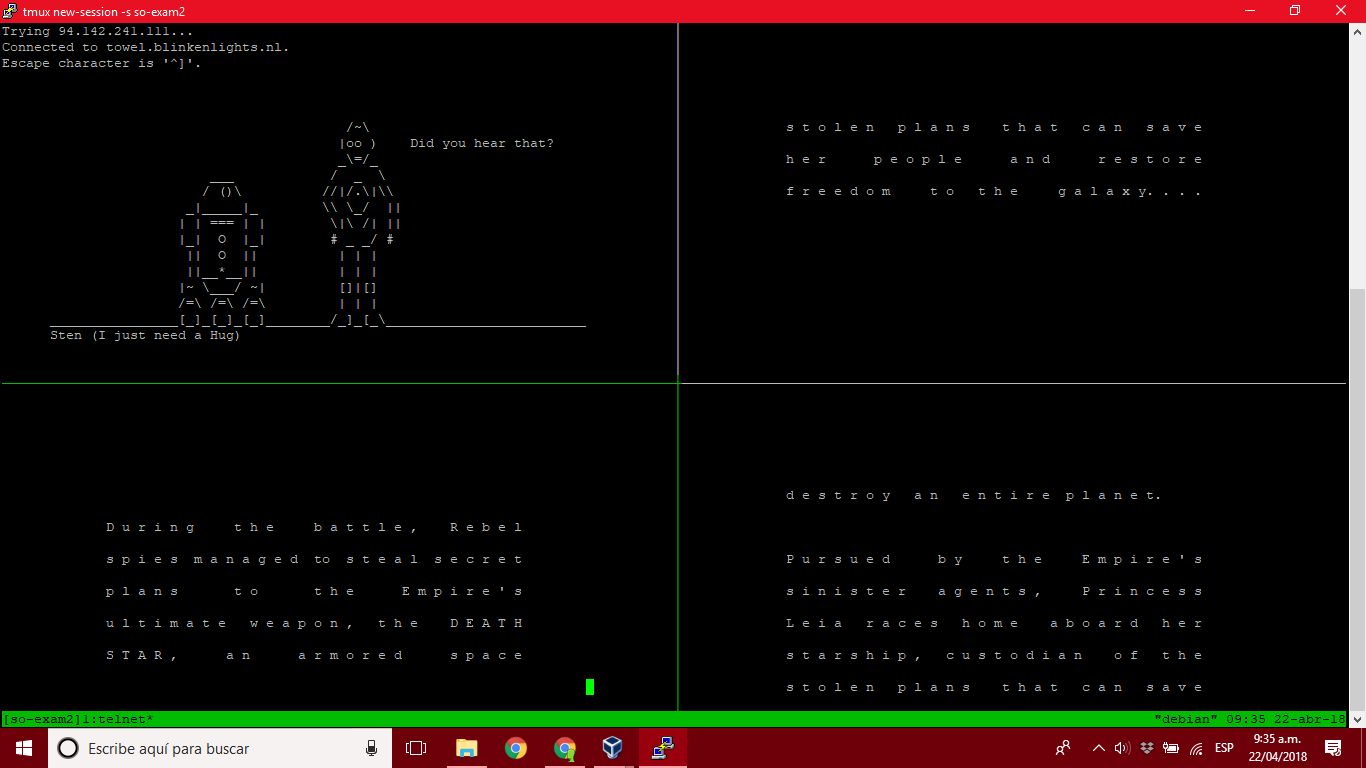 tmux new-session -s so-exam2
Trying 94.142.241.111...
Connected to towel.blinkenlights.nl.
Escape character is '^]'.
Did you hear that?
Sten (I just need a Hug)
stolen plans that can save
her people and restore
freedom to the galaxy....
During the battle, Rebel
spies managed to steal secret
plans to the Empire's
ultimate weapon, the DEATH
STAR, an armored space
destroy an entire planet.
Pursued by the Empire's
sinister agents, Princess
Leia races home aboard her
starship, custodian of the
stolen plans that can save
[so-exam2]1:telnet* "debian" 09:35 22-abr-18
Escribe aquí para buscar
ESP
9:35 a.m.
22/04/2018